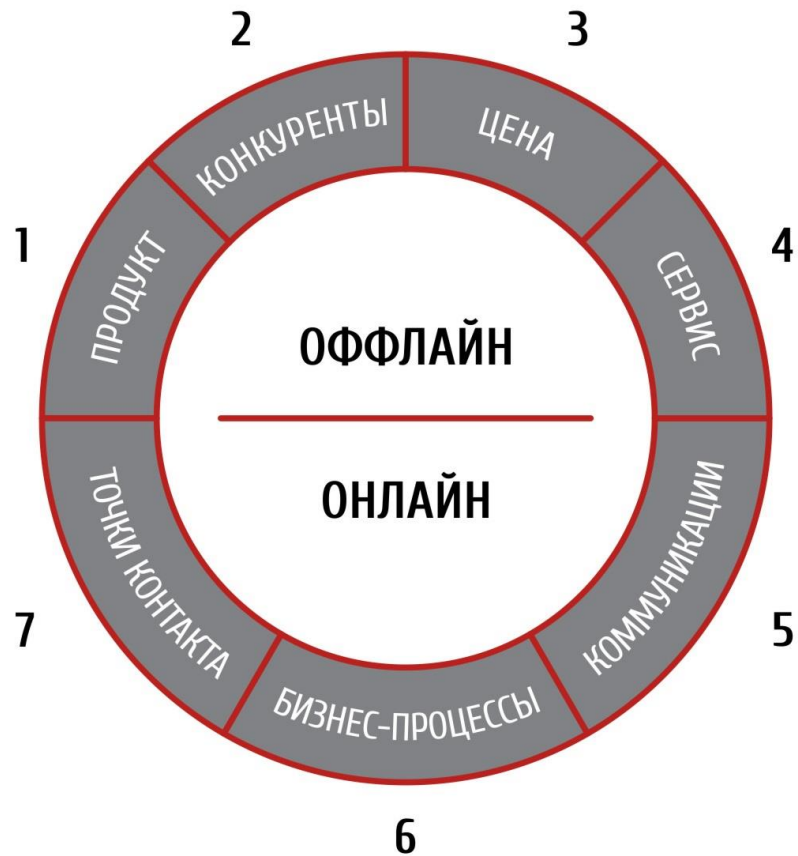 2
3
КОНКУРЕНТЫ
ЦЕНА
1
ПРОДУКТ
СЕРВИС
4
ОФФЛАЙН
ОНЛАЙН
ТОЧКИ КОНТАКТА
КОММУНИКАЦИИ
7
5
БИЗНЕС-ПРОЦЕССЫ
6